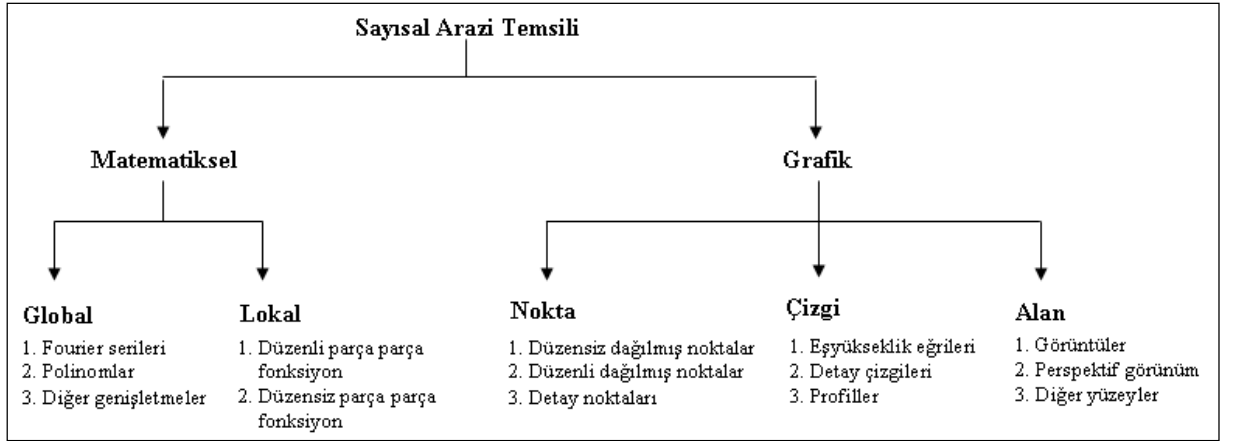 Sayısal Arazi Temsili
Matematiksel
Grafik
Global
1. Fourier serileri
2. Polinomlar
3. Diğer genişletmeler
Lokal
1. Düzenli parça parça
fonksiyon
2. Düzensiz parça parça
fonksiyon
Nokta
1. Düzensiz dağılmış noktalar
2. Düzenli dağılmış noktalar
3. Detay noktaları
Çizgi
1. Eşyükseklik eğrileri
2. Detay çizgileri
3. Profiller
Alan
1. Görüntüler
2. Perspektif görünüm
3. Diğer yüzeyler